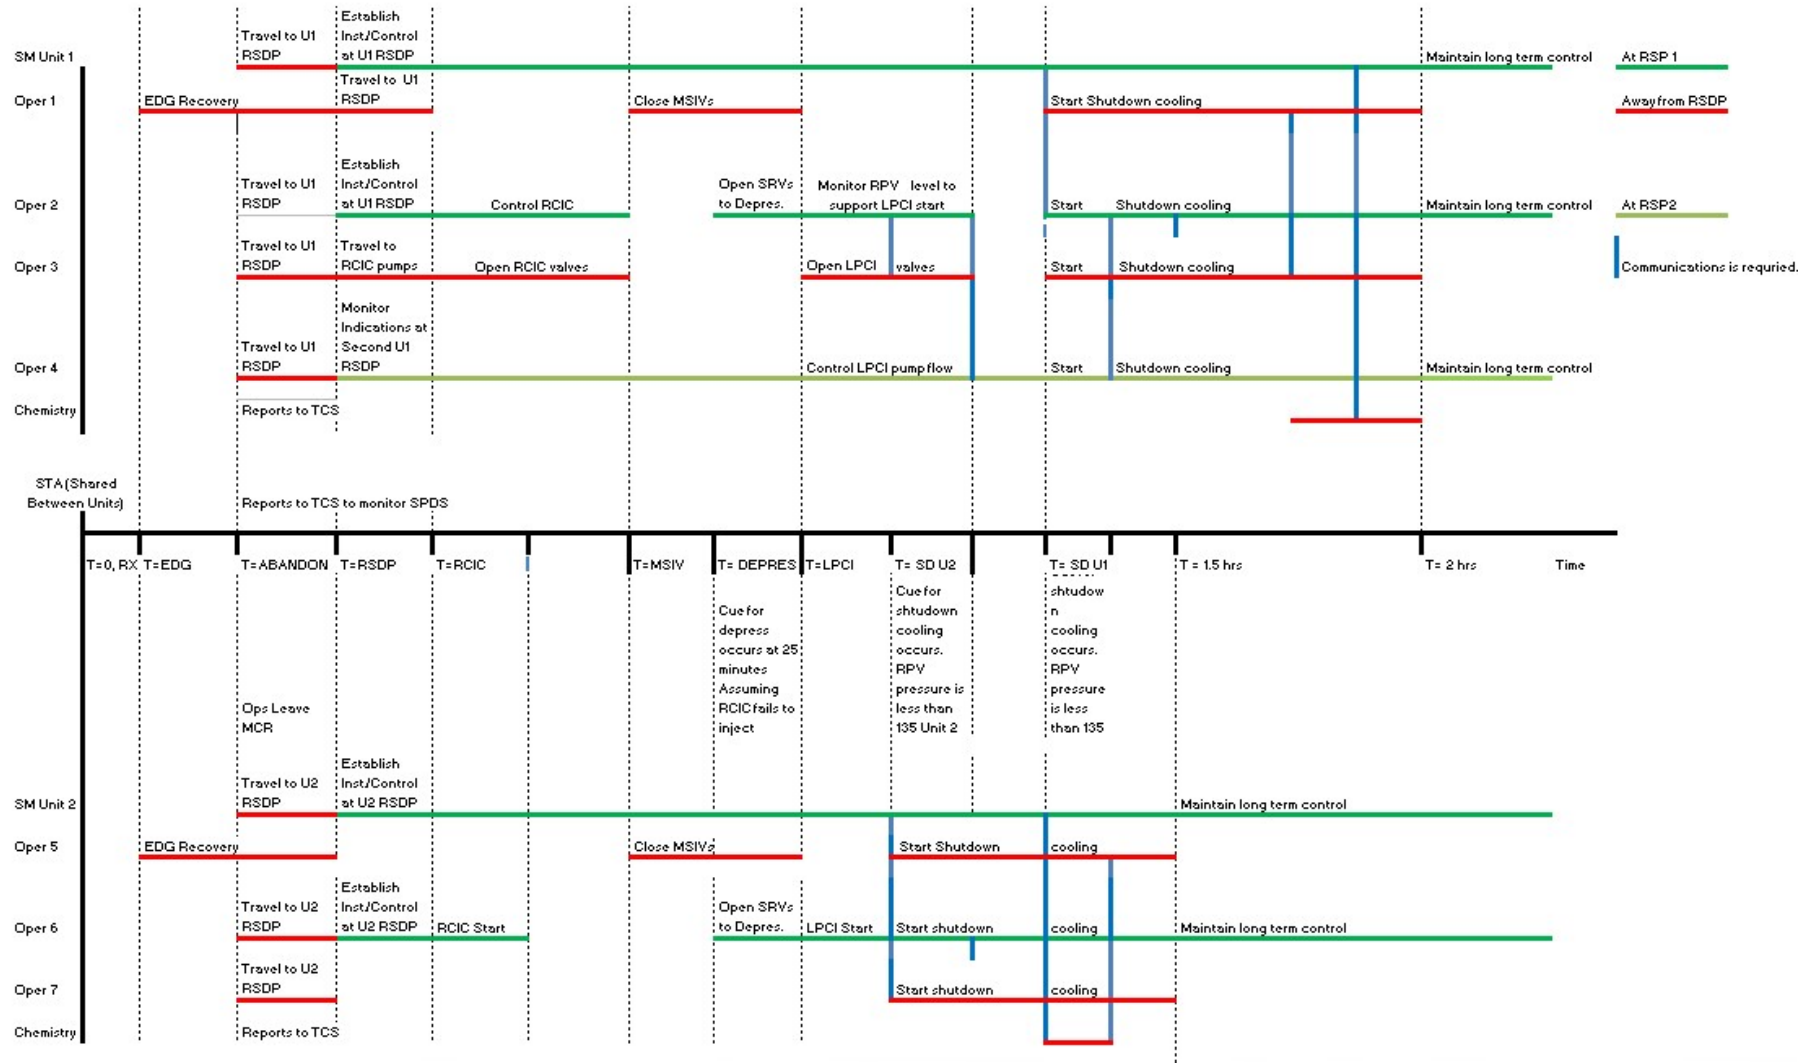 SM Unit 1
Travel to U1
RSDP
Establish
Inst./Control
at U1 RSDP
Maintain long term control
At RSP 1
Oper 1
EDG Recovery
Travel to U1
RSDP
Close MSIVs
Start Shutdown cooling
Away from RSDP
Oper 2
Travel to U1
RSDP
Establish
Inst./Control
at U1 RSDP
Control RCIC
Open SRVs
to Depres.
Monitor RPV level to
support LPCI start
Start Shutdown cooling
Maintain long term control
At RSP2
Oper 3
Travel to U1
RSDP
Travel to
RCIC pumps
Open RCIC valves
Open LPCI valves
Start Shutdown cooling
Communications is requried.
Oper 4
Travel to U1
RSDP
Monitor
Indications at
Second U1
RSDP
Control LPCI pump flow
Start Shutdown cooling
Maintain long term control
Chemistry
Reports to TCS
STA (Shared
Between Units)
Reports to TCS to monitor SPDS
T=0, RX
T=EDG
T=ABANDON
T=RSDP
T=RCIC
T=MSIV
T= DEPRES
T=LPCI
T= SD U2
T= SD U1
T = 1.5 hrs
T= 2 hrs
Time
Ops Leave
MCR
Cue for
depress
occurs at 25
minutes
Assuming
RCIC fails to
inject
Cue for
shtudown
cooling
occurs.
RPV
pressure is
less than
135 Unit 2
shtudow
n
cooling
occurs.
RPV
pressure
is less
than 135
SM Unit 2
Travel to U2
RSDP
Establish
Inst./Control
at U2 RSDP
Maintain long term control
Oper 5
EDG Recovery
Close MSIVs
Start Shutdown cooling
Oper 6
Travel to U2
RSDP
Establish
Inst./Control
at U2 RSDP
RCIC Start
Open SRVs
to Depres.
LPCI Start
Start shutdown cooling
Maintain long term control
Oper 7
Travel to U2
RSDP
Start shutdown cooling
Chemistry
Reports to TCS